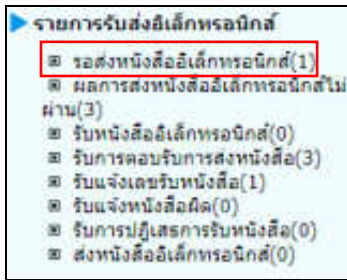 รายการรับส่งอิเล็กทรอนิกส์
รอส่งหนังสืออิเล็กทรอนิกส์(1)
ผลการส่งหนังสืออิเล็กทรอนิกส์ไม่
ผ่าน(3)
รับหนังสืออิเล็กทรอนิกส์(0)
รับการตอบรับการส่งหนังสือ(3)
รับแจ้งเลขรับหนังสือ(1)
รับแจ้งหนังสือผิด(0)
รับการปฏิเสธการรับหนังสือ(0)
ส่งหนังสืออิเล็กทรอนิกส์(0)